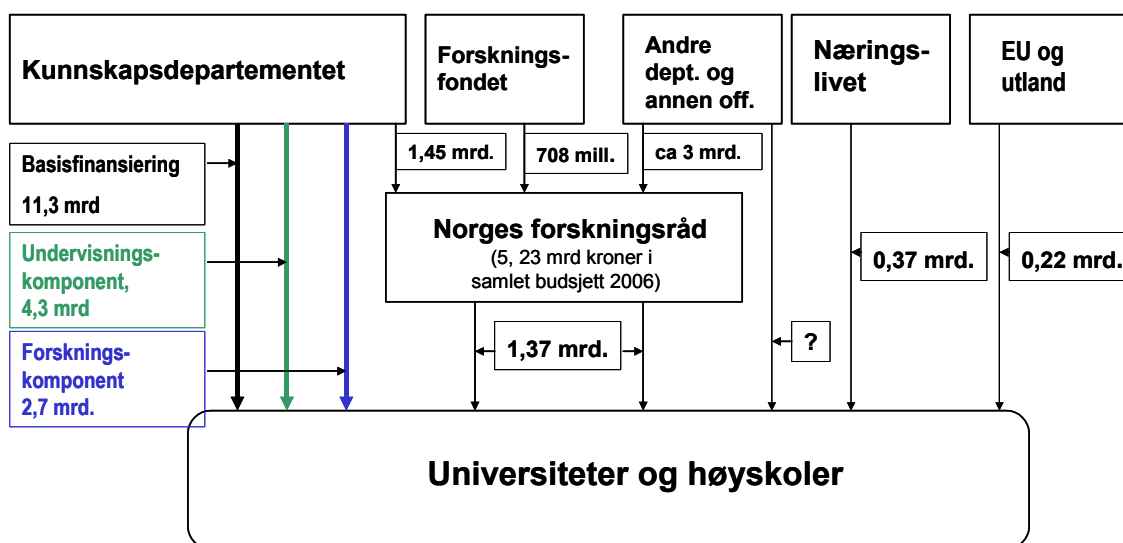 Kunnskapsdepartementet
Forsknings-
fondet
Andre
dept. og
annen off.
Nærings-
livet
EU og
utland
Basisfinansiering
11,3 mrd
1,45 mrd.
708 mill.
ca 3 mrd.
Norges forskningsråd
(5, 23 mrd kroner i
samlet budsjett 2006)
Undervisnings-
komponent,
4,3 mrd
0,37 mrd.
0,22 mrd.
Forsknings-
komponent
2,7 mrd.
1,37 mrd.
?
Universiteter og høyskoler